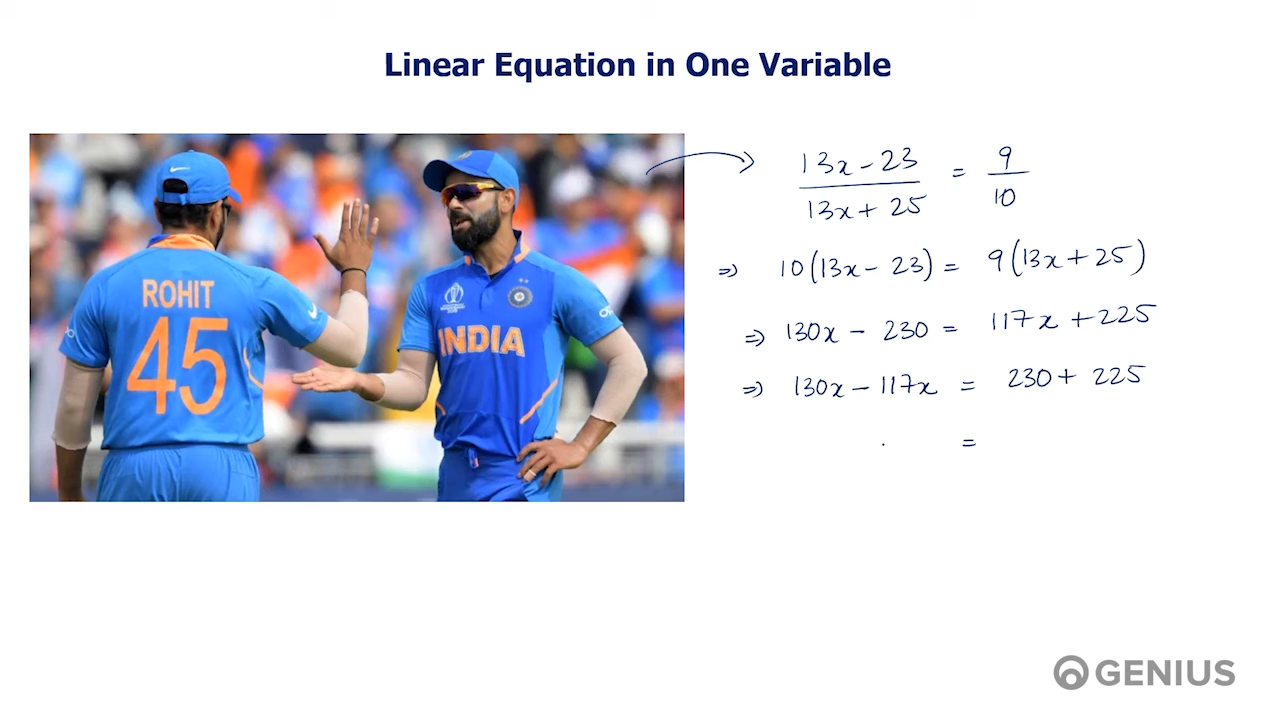 Linear Equation in One Variable
ROHIT
45
INDIA
13x - 23 / 13x + 25 = 9 / 10
⇒ 10(13x - 23) = 9(13x + 25)
⇒ 130x - 230 = 117x + 225
⇒ 130x - 117x = 230 + 225
=
GENIUS